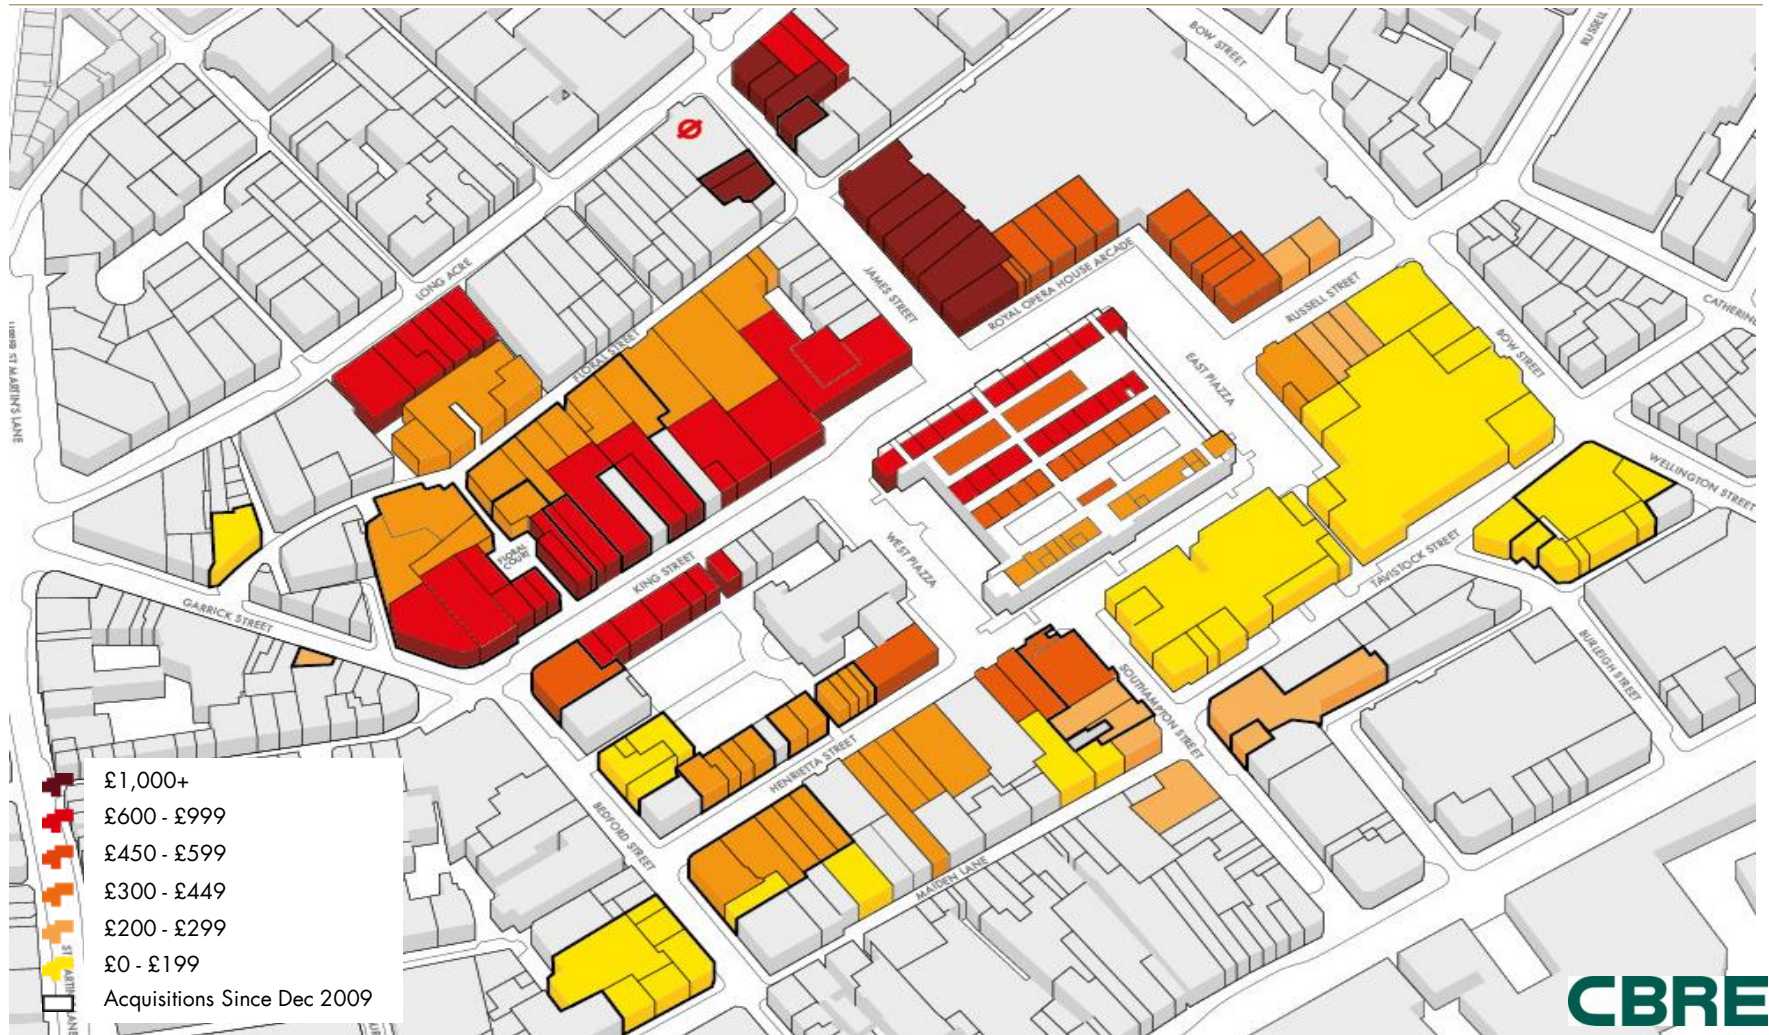 BOW STREET
RUSSELL
LONG ACRE
JAMES STREET
ROYAL OPERA HOUSE ARCADE
RUSSELL STREET
CATHERINE
BOW STREET
FLORAL STREET
EAST PIAZZA
ST MARTIN'S LANE
WELLINGTON STREET
FLORAL
COURT
KING STREET
WEST PIAZZA
TAVISTOCK STREET
GARRICK STREET
BURLEIGH STREET
SOUTHAMPTON STREET
HENRIETTA STREET
BEDFORD STREET
MAIDEN LANE
£1,000+
£600 - £999
£450 - £599
£300 - £449
£200 - £299
£0 - £199
Acquisitions Since Dec 2009
CBRE